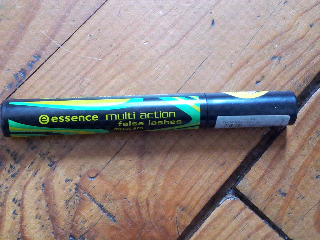 essence multi action
false lashes
mascara